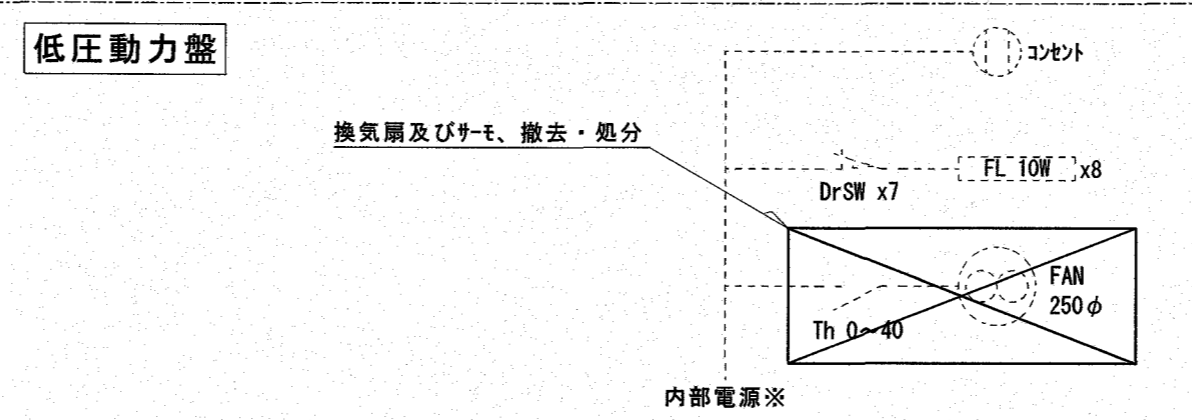 低圧動力盤
コンセント
換気扇及びサーモ、撤去・処分
FL 10W x8
DrSW x7
FAN
250φ
Th 0~40
内部電源※